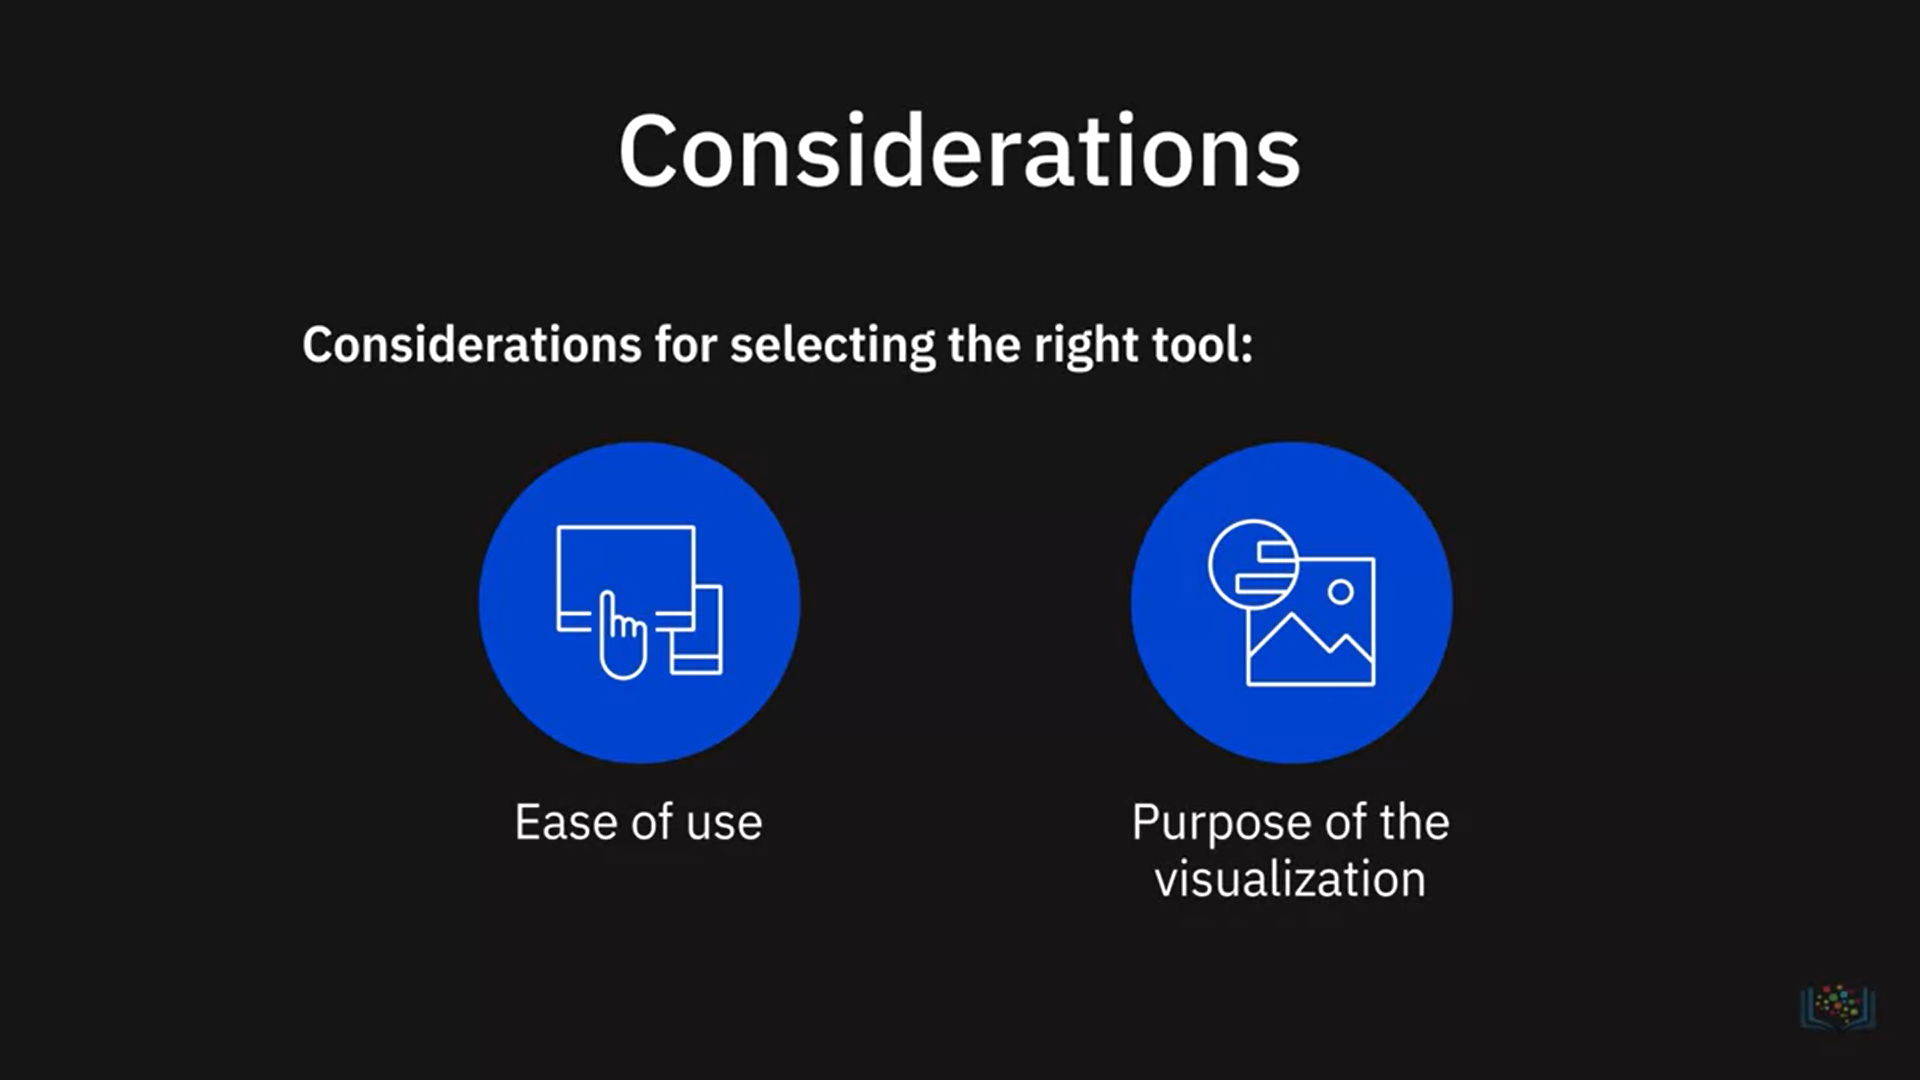 Considerations
Considerations for selecting the right tool:
Ease of use
Purpose of the
visualization